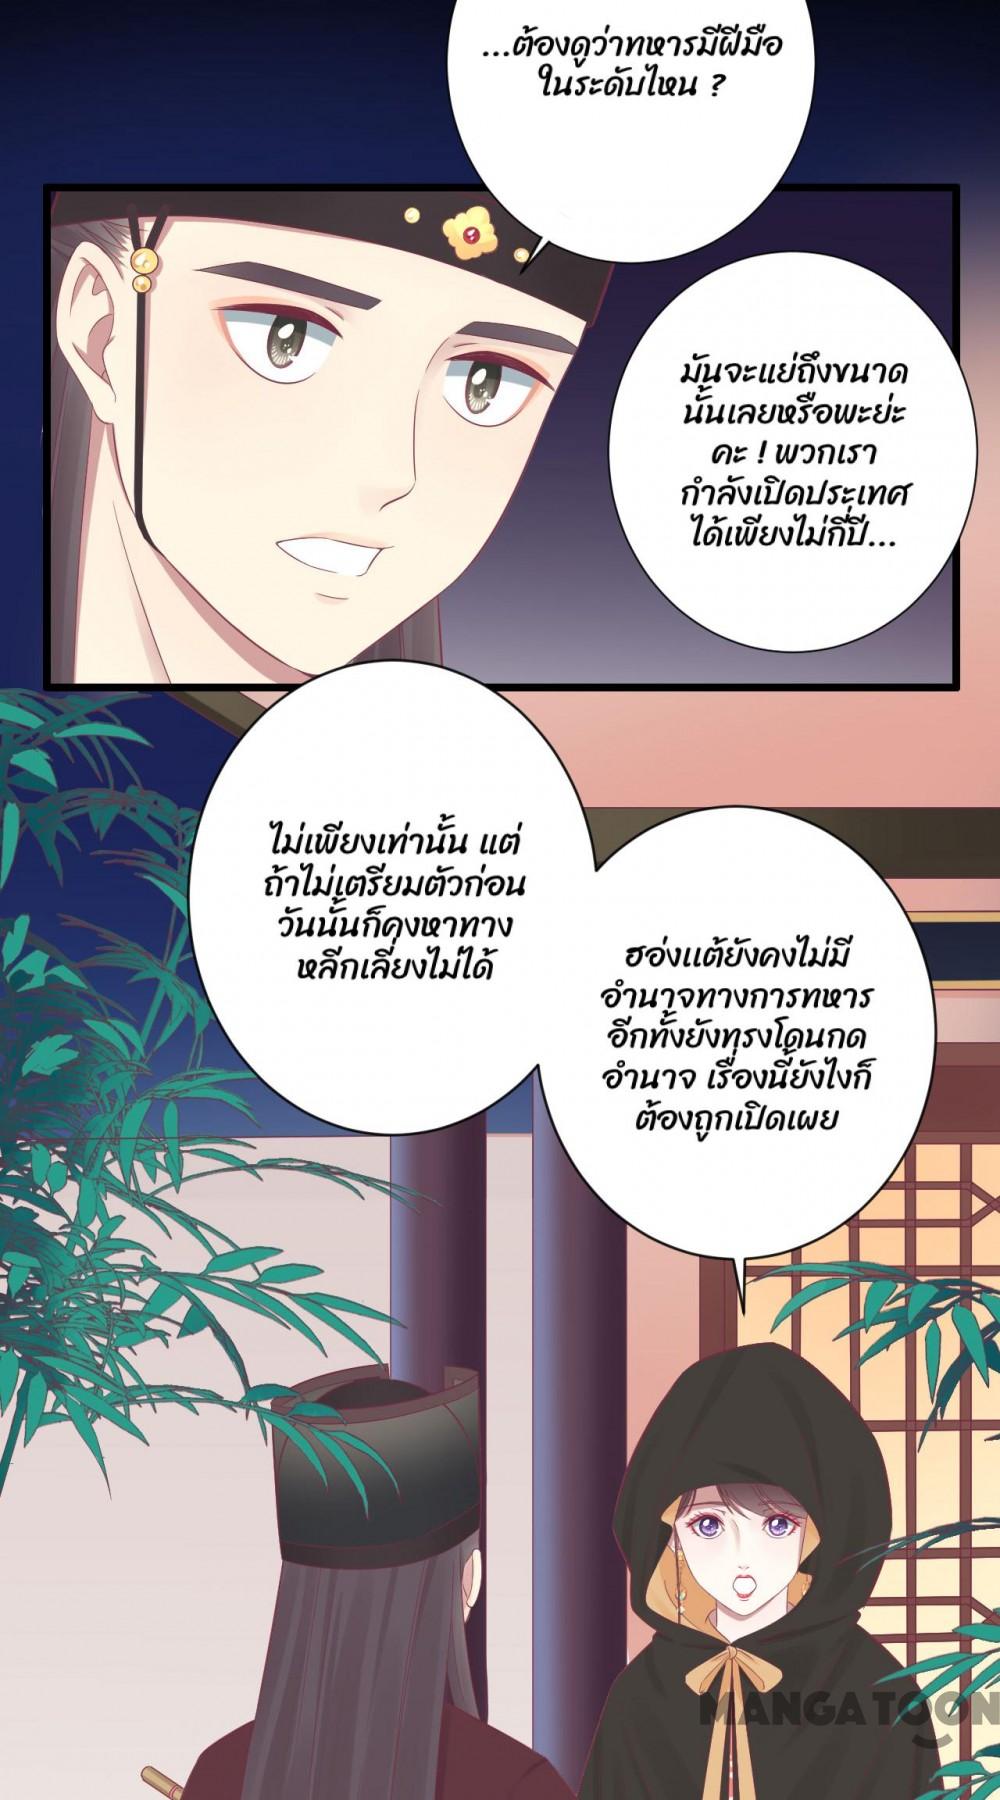 ...ต้องดูว่าทหารมีฝีมือ
ในระดับไหน ?
มันจะแย่ถึงขนาด
นั้นเลยหรือพะย่ะ
คะ ! พวกเรา
กำลังเปิดประเทศ
ได้เพียงไม่กี่ปี...
ไม่เพียงเท่านั้น แต่
ถ้าไม่เตรียมตัวก่อน
วันนั้นก็คงหาทาง
หลีกเลี่ยงไม่ได้
ฮ่องเเต้ยังคงไม่มี
อำนาจทางการทหาร
อีกทั้งยังทรงโดนกด
อำนาจ เรื่องนี้ยังไงก็
ต้องถูกเปิดเผย
MANGATOON